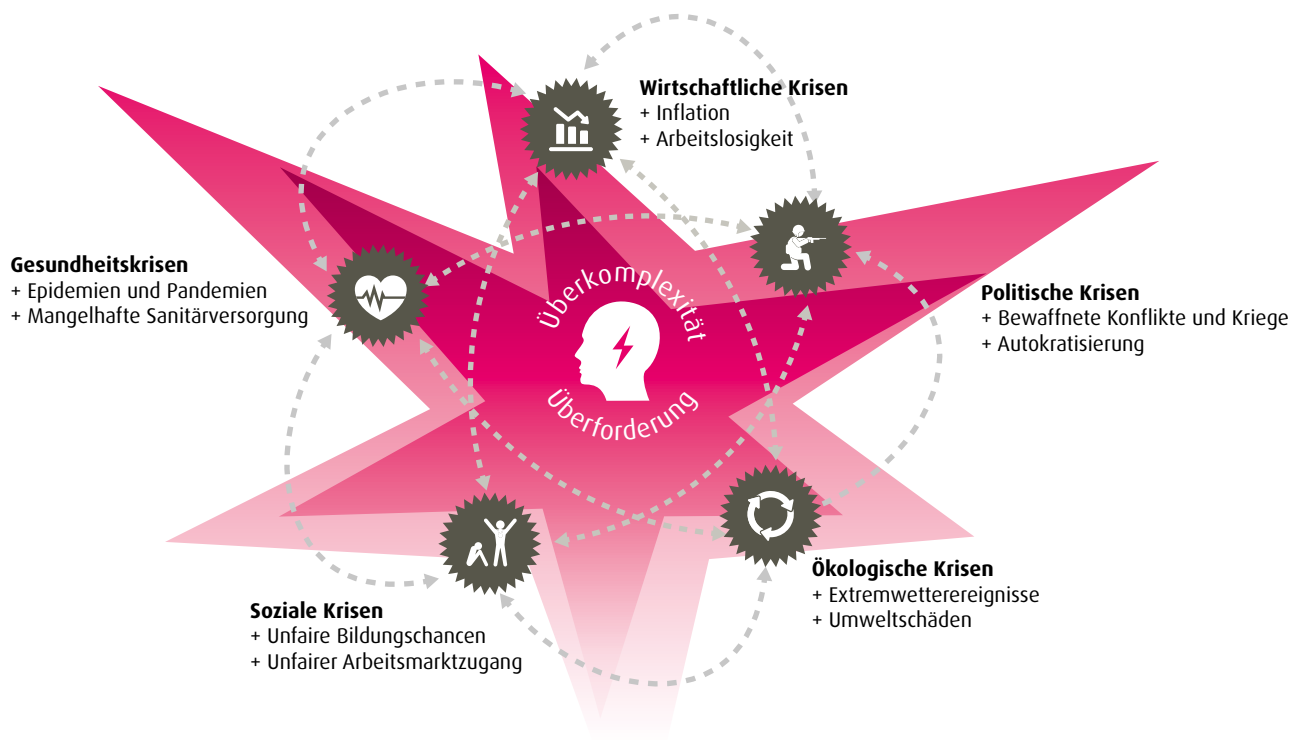 Wirtschaftliche Krisen
+ Inflation
+ Arbeitslosigkeit
Gesundheitskrisen
+ Epidemien und Pandemien
+ Mangelhafte Sanitärversorgung
Überkomplexität
Überforderung
Politische Krisen
+ Bewaffnete Konflikte und Kriege
+ Autokratisierung
Soziale Krisen
+ Unfaire Bildungschancen
+ Unfairer Arbeitsmarktzugang
Ökologische Krisen
+ Extremwetterereignisse
+ Umweltschäden